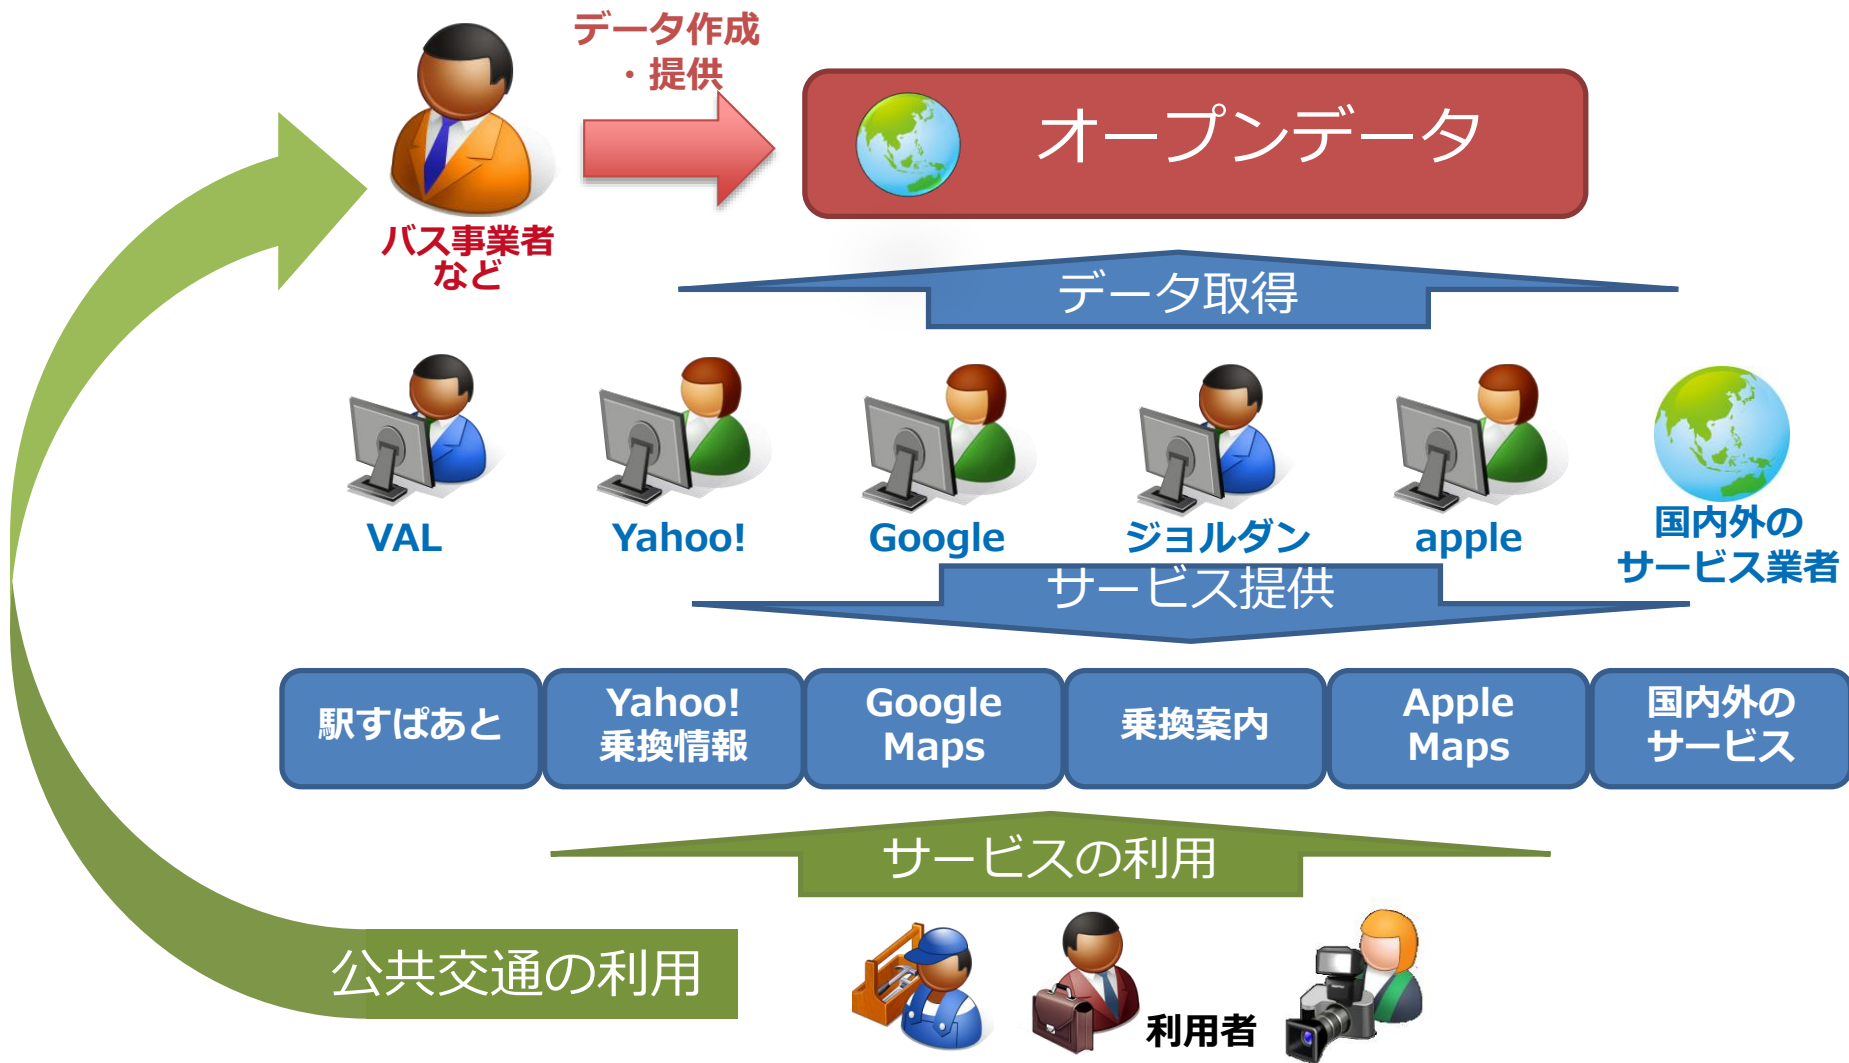 データ作成
・提供
オープンデータ
バス事業者
など
データ取得
VAL
Yahoo!
Google
ジョルダン
apple
国内外の
サービス業者
サービス提供
駅すぱあと
Yahoo!
乗換情報
Google
Maps
乗換案内
Apple
Maps
国内外の
サービス
サービスの利用
公共交通の利用
利用者